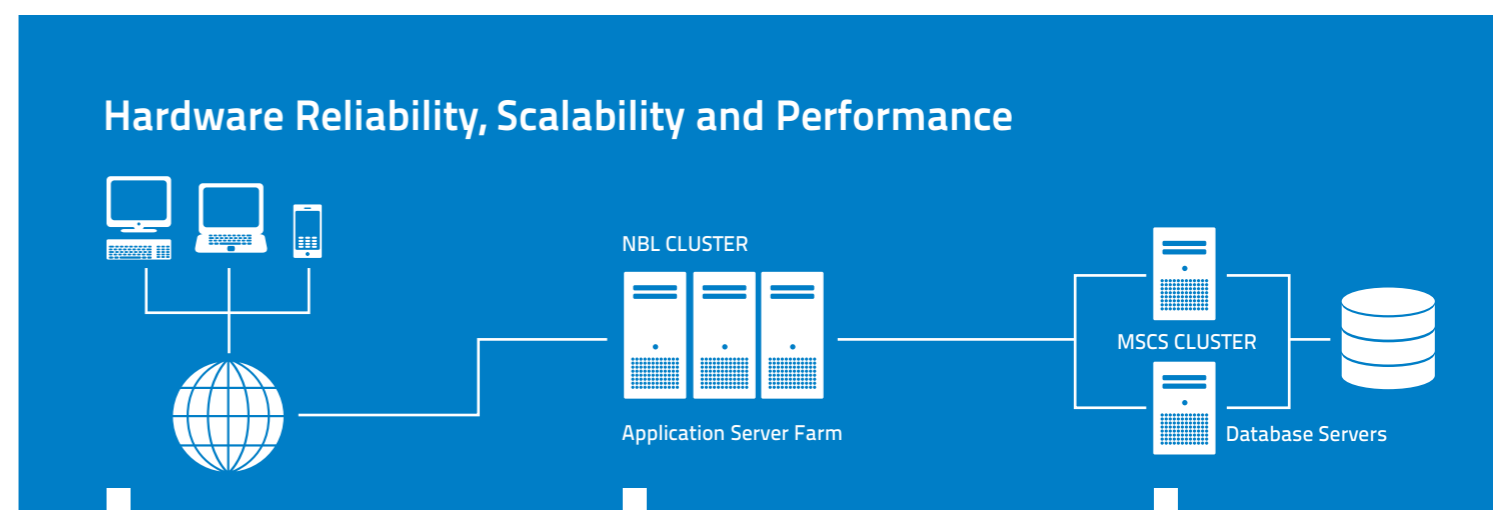 Hardware Reliability, Scalability and Performance
NBL CLUSTER
MSCS CLUSTER
Application Server Farm
Database Servers